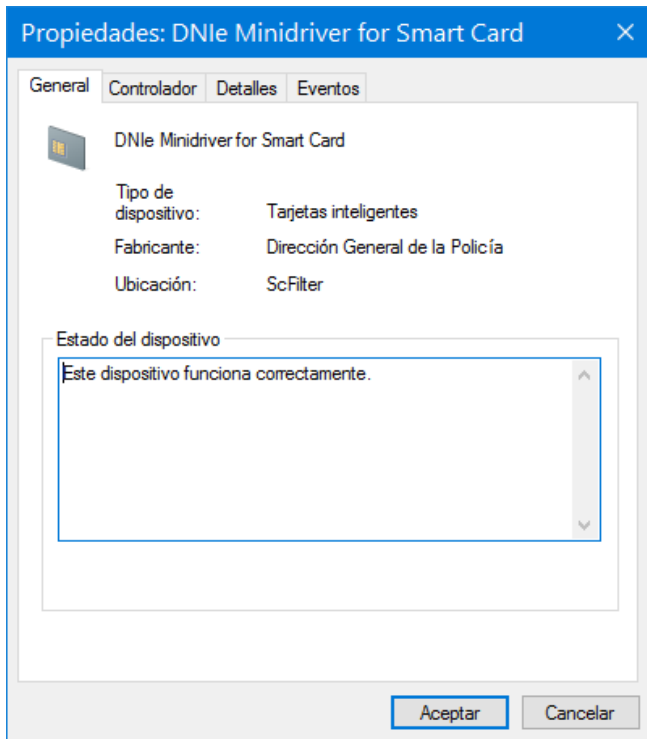 Propiedades: DNIe Minidriver for Smart Card
General Controlador Detalles Eventos
DNIe Minidriver for Smart Card
Tipo de
dispositivo: Tarjetas inteligentes
Fabricante: Dirección General de la Policía
Ubicación: ScFilter
Estado del dispositivo
Este dispositivo funciona correctamente.
Aceptar Cancelar